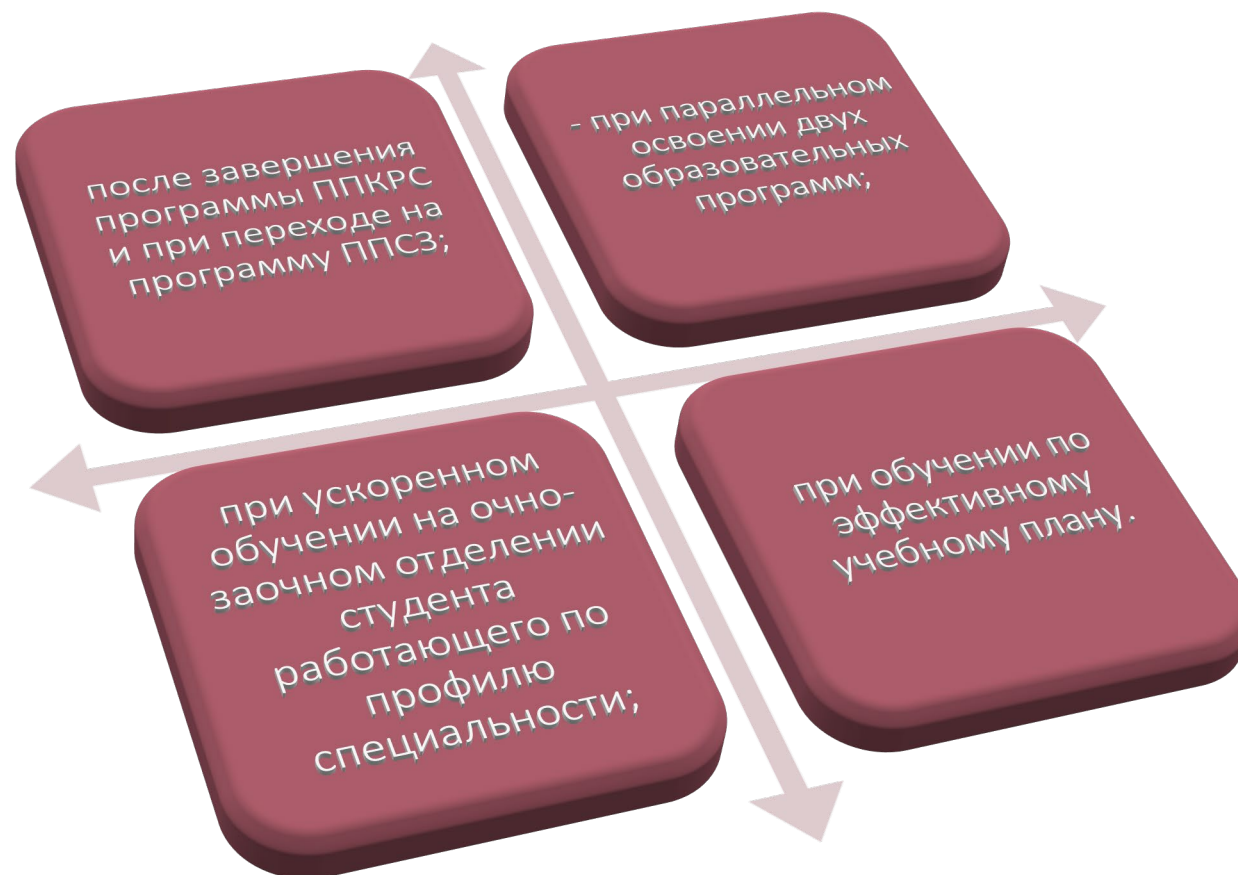 после завершения
программы ППКРС
и при переходе на
программу ППСЗ;
- при параллельном
освоении двух
образовательных
программ;
при ускоренном
обучении на очно-
заочном отделении
студента
работающего по
профилю
специальности;
при обучении по
эффективному
учебному плану.